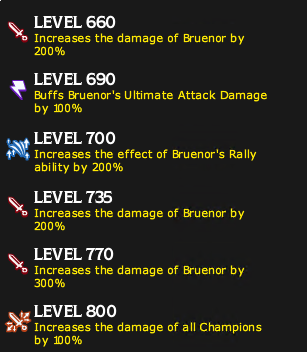 LEVEL 660
Increases the damage of Bruenor by
200%
LEVEL 690
Buffs Bruenor's Ultimate Attack Damage
by 100%
LEVEL 700
Increases the effect of Bruenor's Rally
ability by 200%
LEVEL 735
Increases the damage of Bruenor by
200%
LEVEL 770
Increases the damage of Bruenor by
300%
LEVEL 800
Increases the damage of all Champions
by 100%